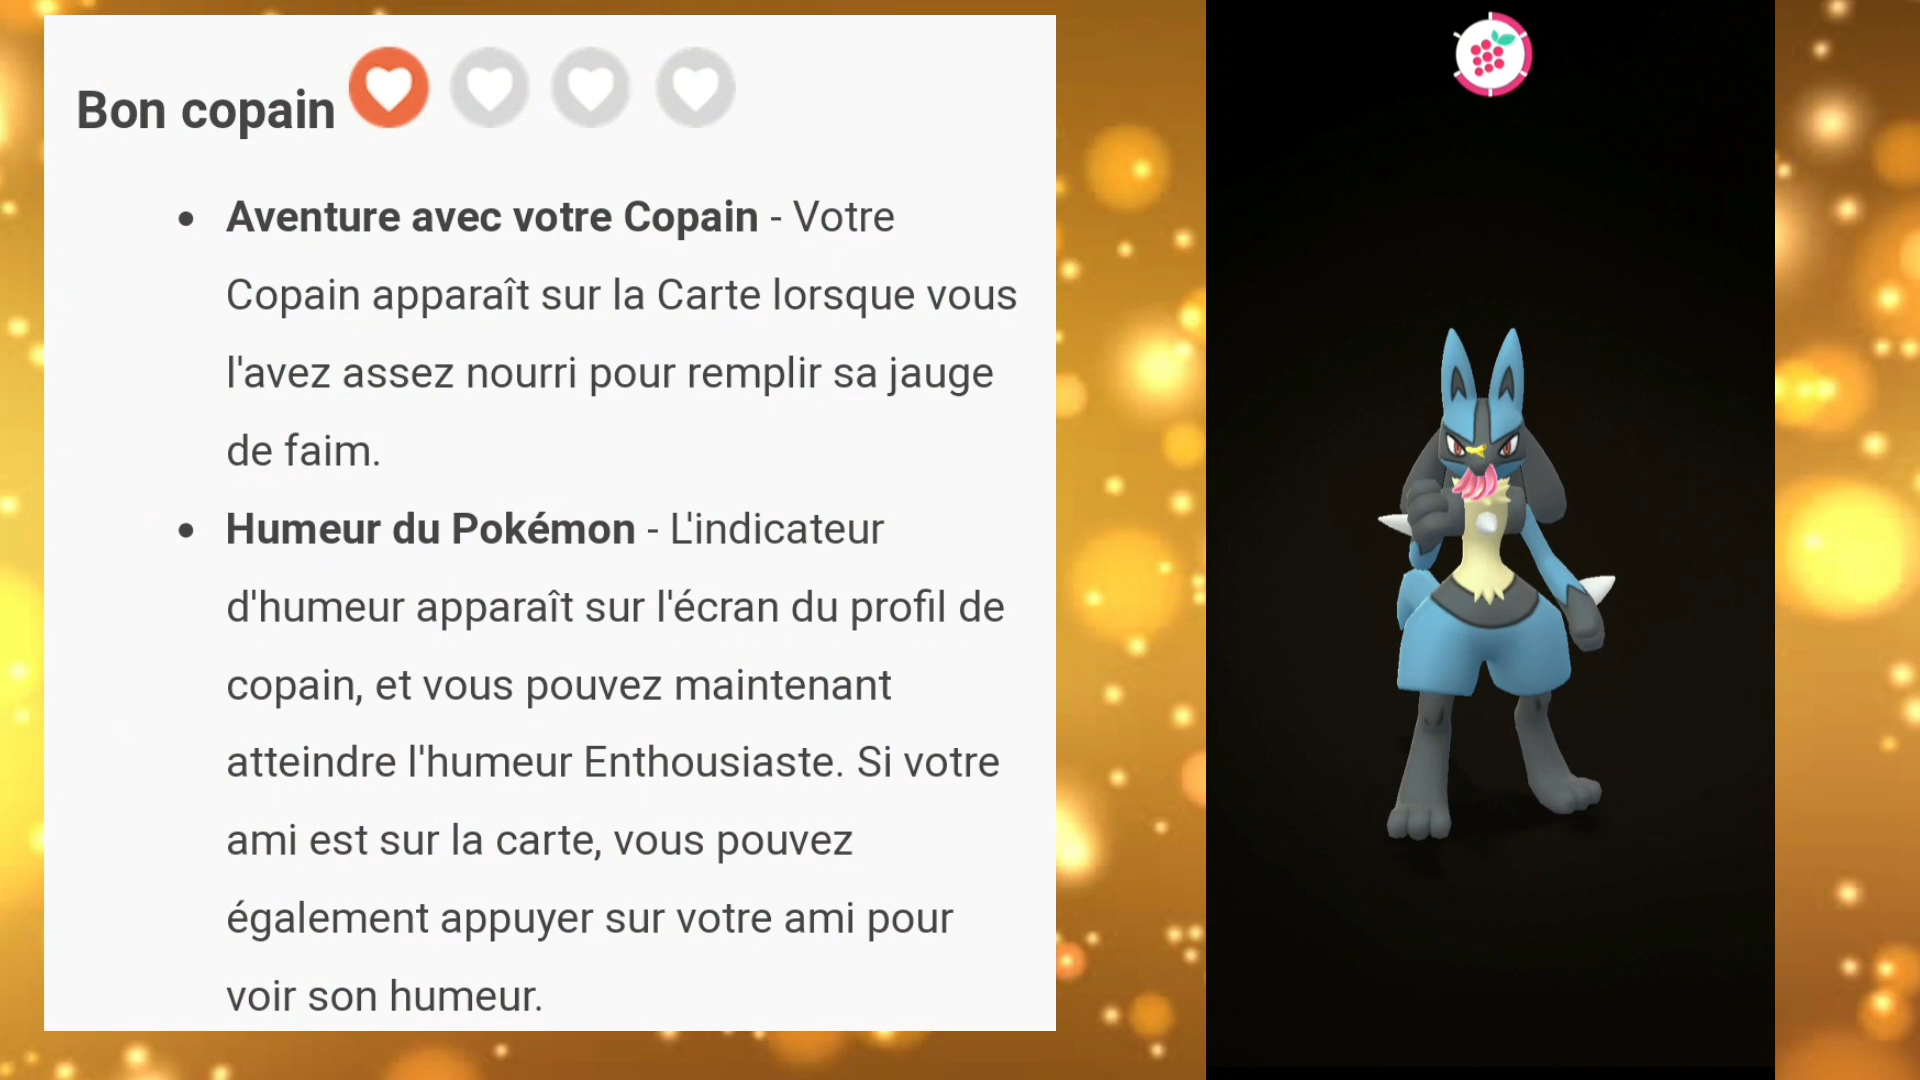 Bon copain
• Aventure avec votre Copain - Votre
Copain apparaît sur la Carte lorsque vous
l'avez assez nourri pour remplir sa jauge
de faim.
• Humeur du Pokémon - L'indicateur
d'humeur apparaît sur l'écran du profil de
copain, et vous pouvez maintenant
atteindre l'humeur Enthousiaste. Si votre
ami est sur la carte, vous pouvez
également appuyer sur votre ami pour
voir son humeur.